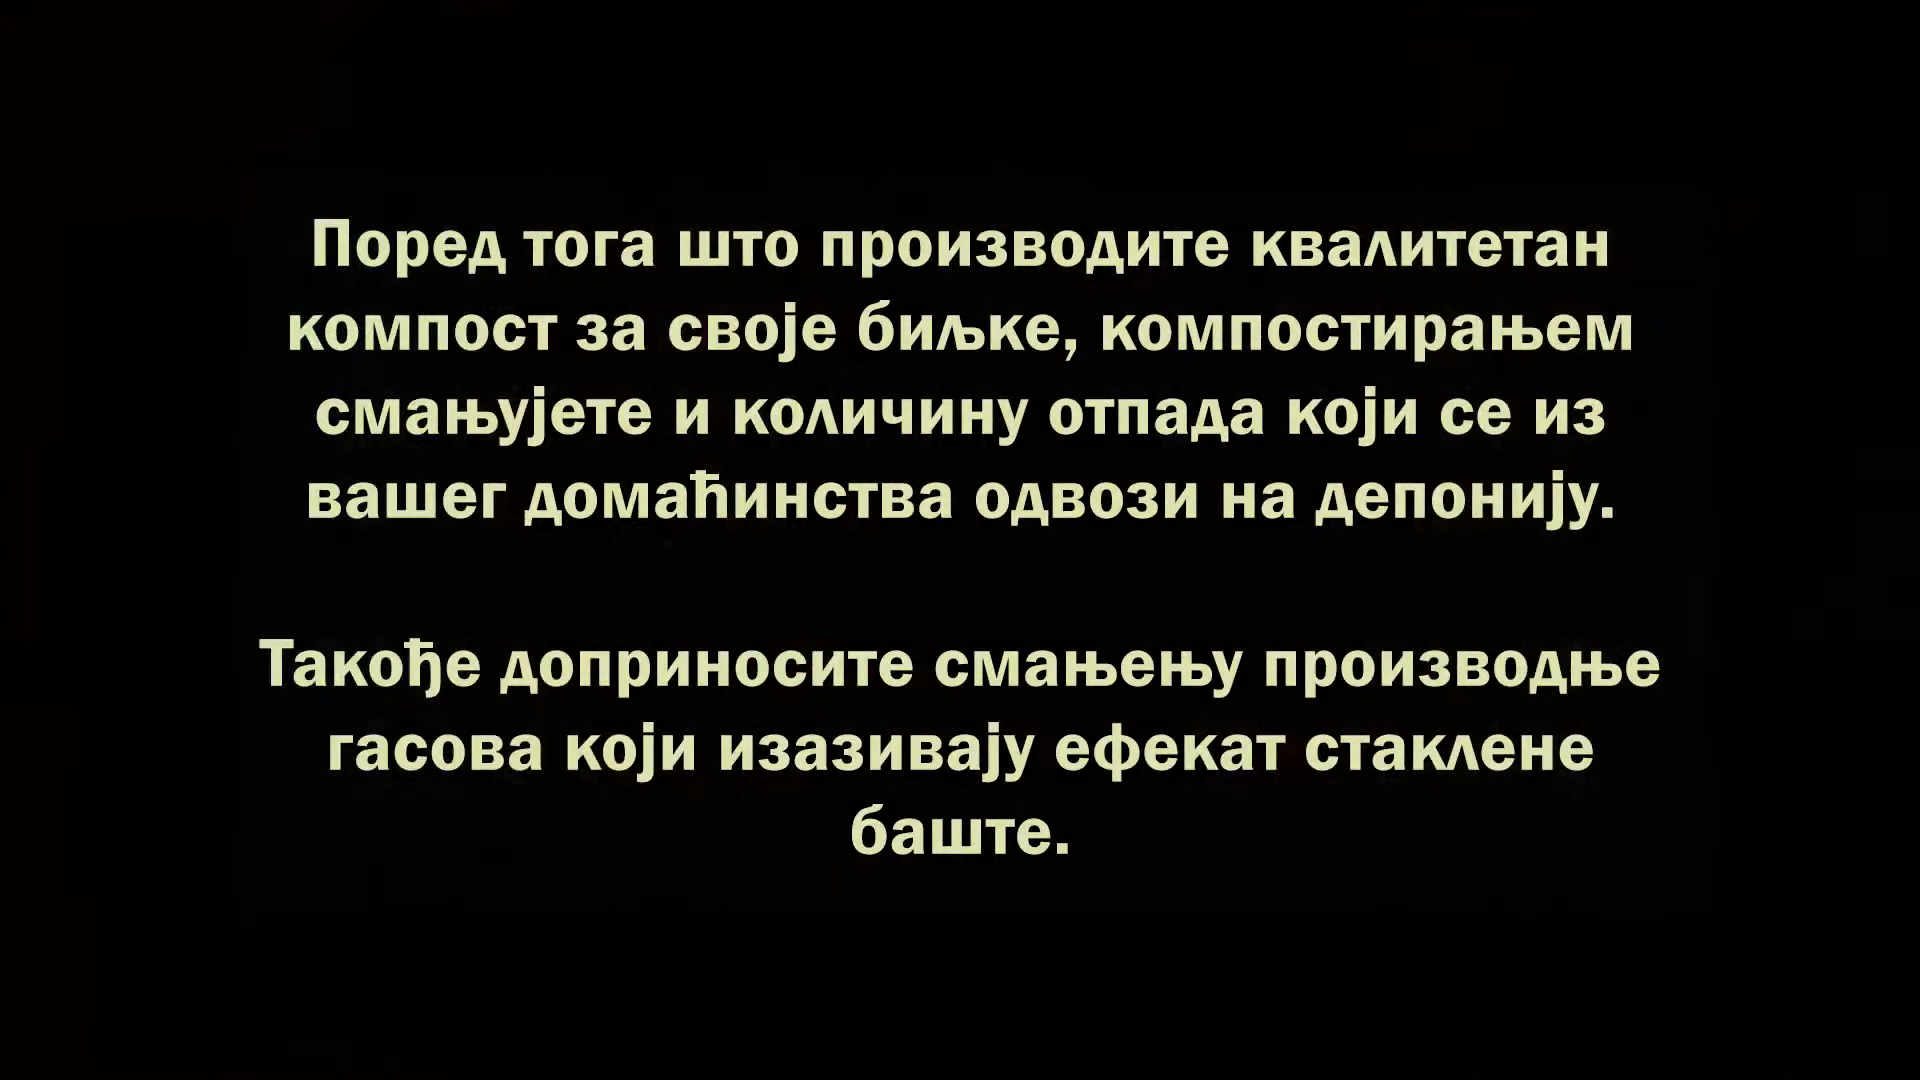 Поред тога што производите квалитетан
компост за своје биљке, компостирањем
смањујете и количину отпада који се из
вашег домаћинства одвози на депонију.
Такође доприносите смањењу производње
гасова који изазивају ефекат стаклене
баште.